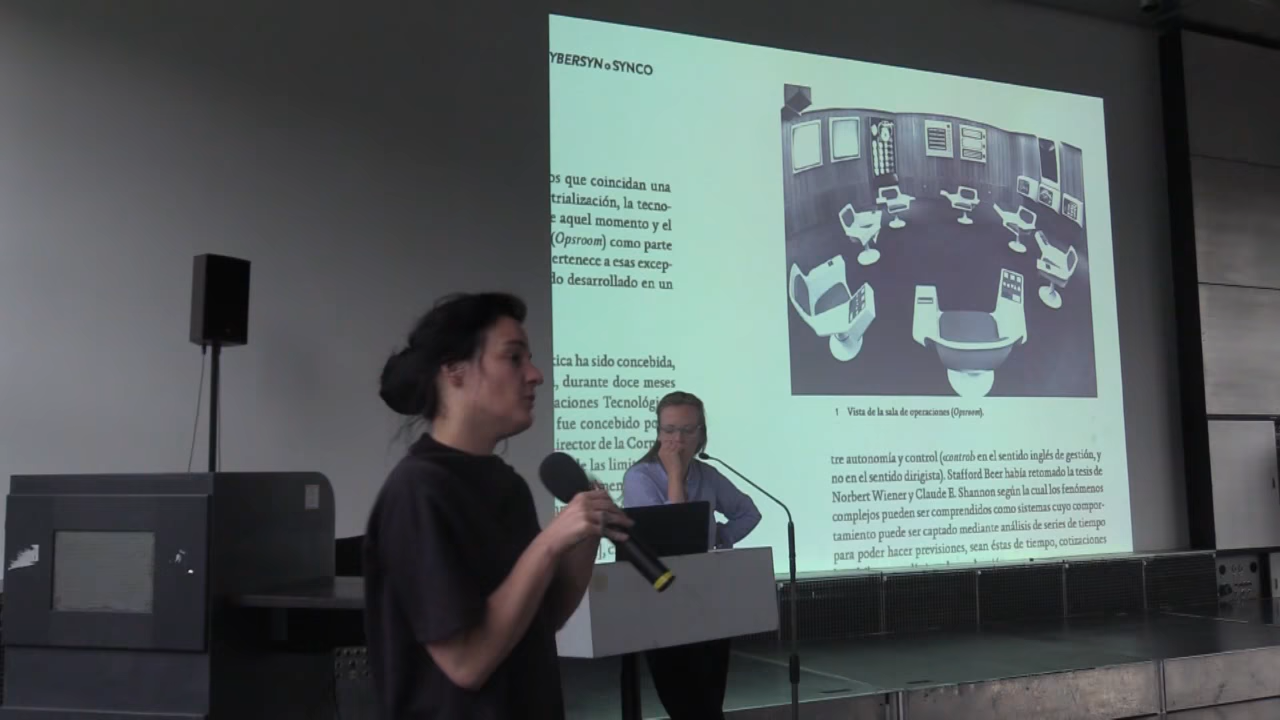 YBERSYN o SYNCO
os que coincidan una
trialización, la tecno-
e aquel momento y el
(Opsroom) como parte
ertenece a esas excep-
do desarrollado en un
tica ha sido concebida,
, durante doce meses
aciones Tecnológi
fue concebido po
irector de la Corp
e las limit
1 Vista de la sala de operaciones (Opsroom).
tre autonomía y control («control» en el sentido inglés de gestión, y
no en el sentido dirigista). Stafford Beer había retomado la tesis de
Norbert Wiener y Claude E. Shannon según la cual los fenómenos
complejos pueden ser comprendidos como sistemas cuyo compor-
tamiento puede ser captado mediante análisis de series de tiempo
para poder hacer previsiones, sean éstas de tiempo, cotizaciones